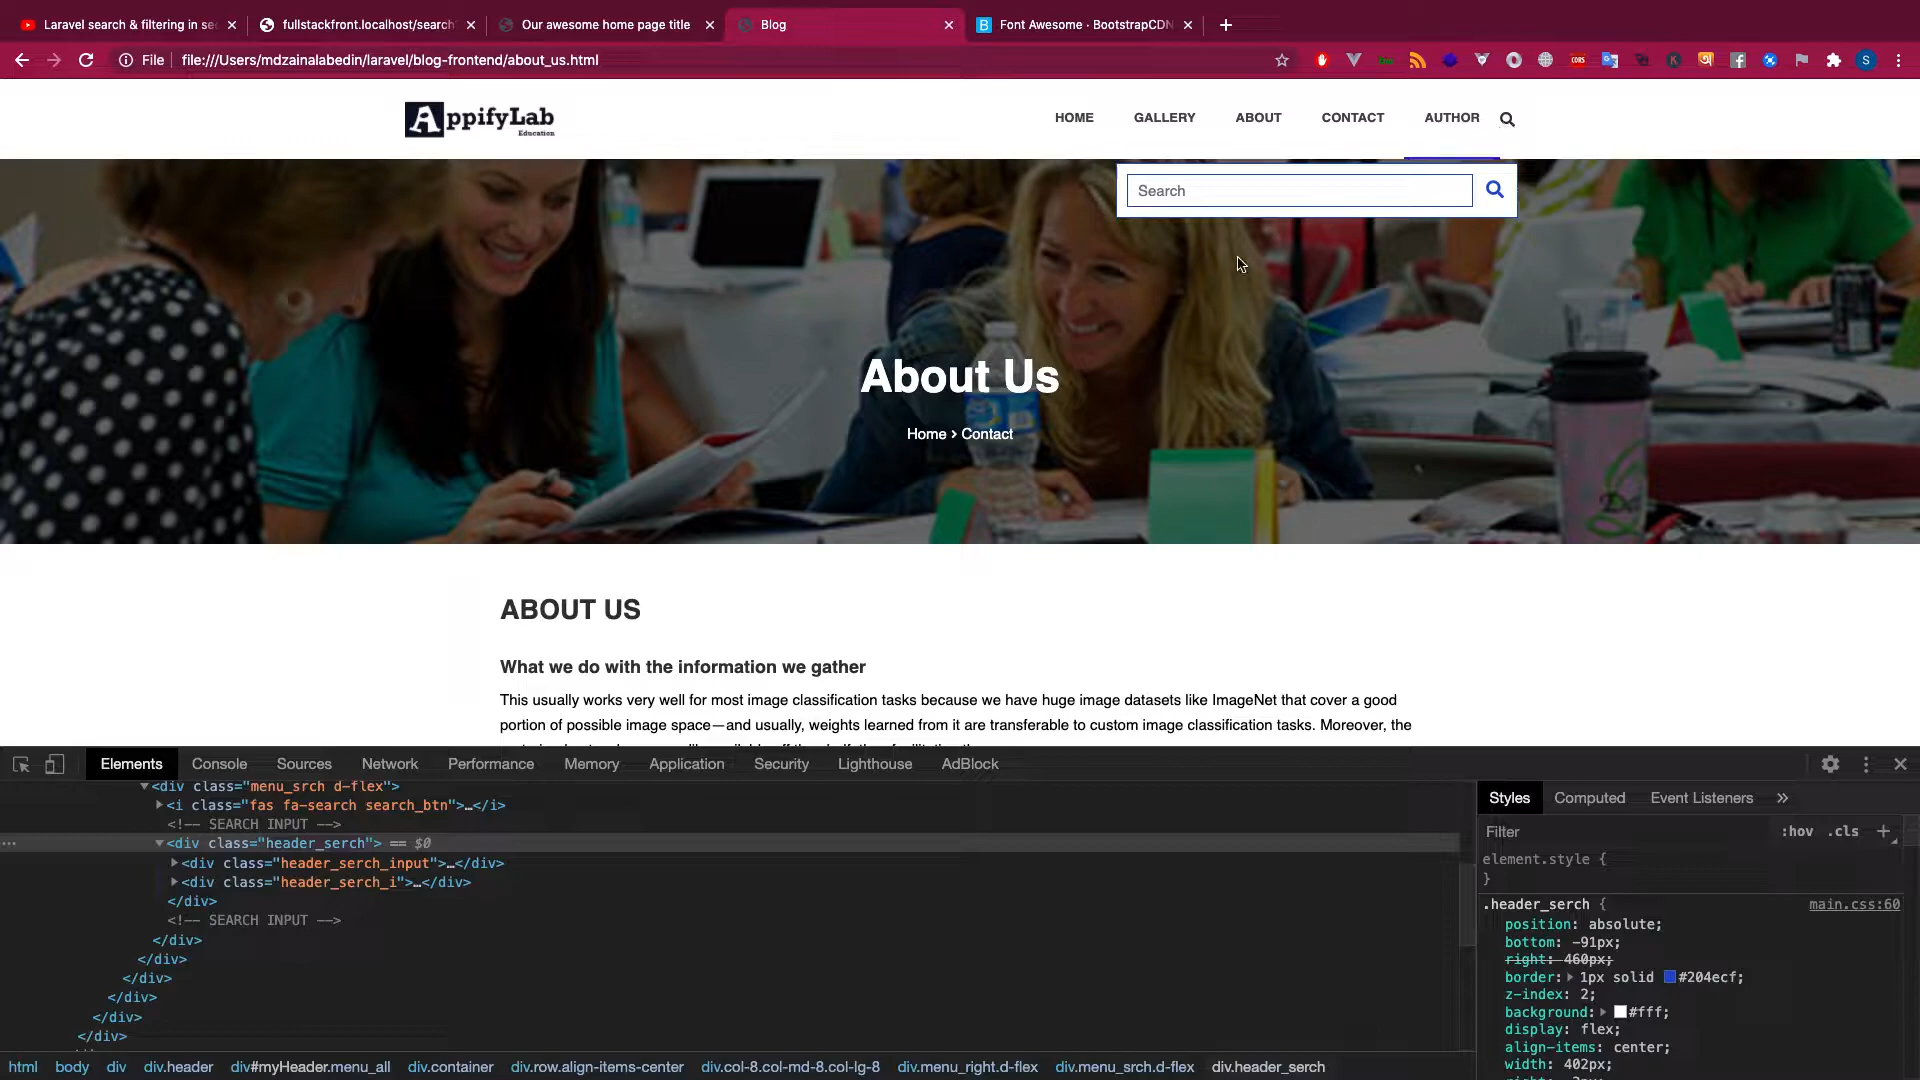 Laravel search & filtering in se
fullstackfront.localhost/search
Our awesome home page title
Blog
Font Awesome · BootstrapCDN
File
file:///Users/mdzainalabedin/laravel/blog-frontend/about_us.html
CORS
S
AppifyLab
Education
HOME
GALLERY
ABOUT
CONTACT
AUTHOR
Search
About Us
Home > Contact
ABOUT US
What we do with the information we gather
This usually works very well for most image classification tasks because we have huge image datasets like ImageNet that cover a good
portion of possible image space—and usually, weights learned from it are transferable to custom image classification tasks. Moreover, the
Elements
Console
Sources
Network
Performance
Memory
Application
Security
Lighthouse
AdBlock
<div class="menu_srch d-flex">
<i class="fas fa-search search_btn">…</i>
<!-- SEARCH INPUT -->
<div class="header_serch"> == $0
<div class="header_serch_input">…</div>
<div class="header_serch_i">…</div>
</div>
<!-- SEARCH INPUT -->
</div>
</div>
</div>
</div>
</div>
</div>
html
body
div
div.header
div#myHeader.menu_all
div.container
div.row.align-items-center
div.col-8.col-md-8.col-lg-8
div.menu_right.d-flex
div.menu_srch.d-flex
div.header_serch
Styles
Computed
Event Listeners
Filter
:hov .cls
element.style {
}
.header_serch {
main.css:60
position: absolute;
bottom: -91px;
right: 460px;
border: 1px solid #204ecf;
z-index: 2;
background: #fff;
display: flex;
align-items: center;
width: 402px;